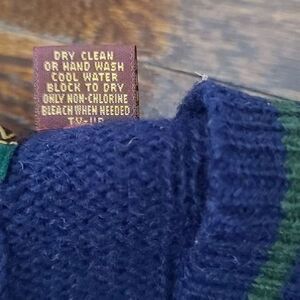 DRY CLEAN
OR HAND WASH
COOL WATER
BLOCK TO DRY
ONLY NON-CHLORINE
BLEACH WHEN NEEDED